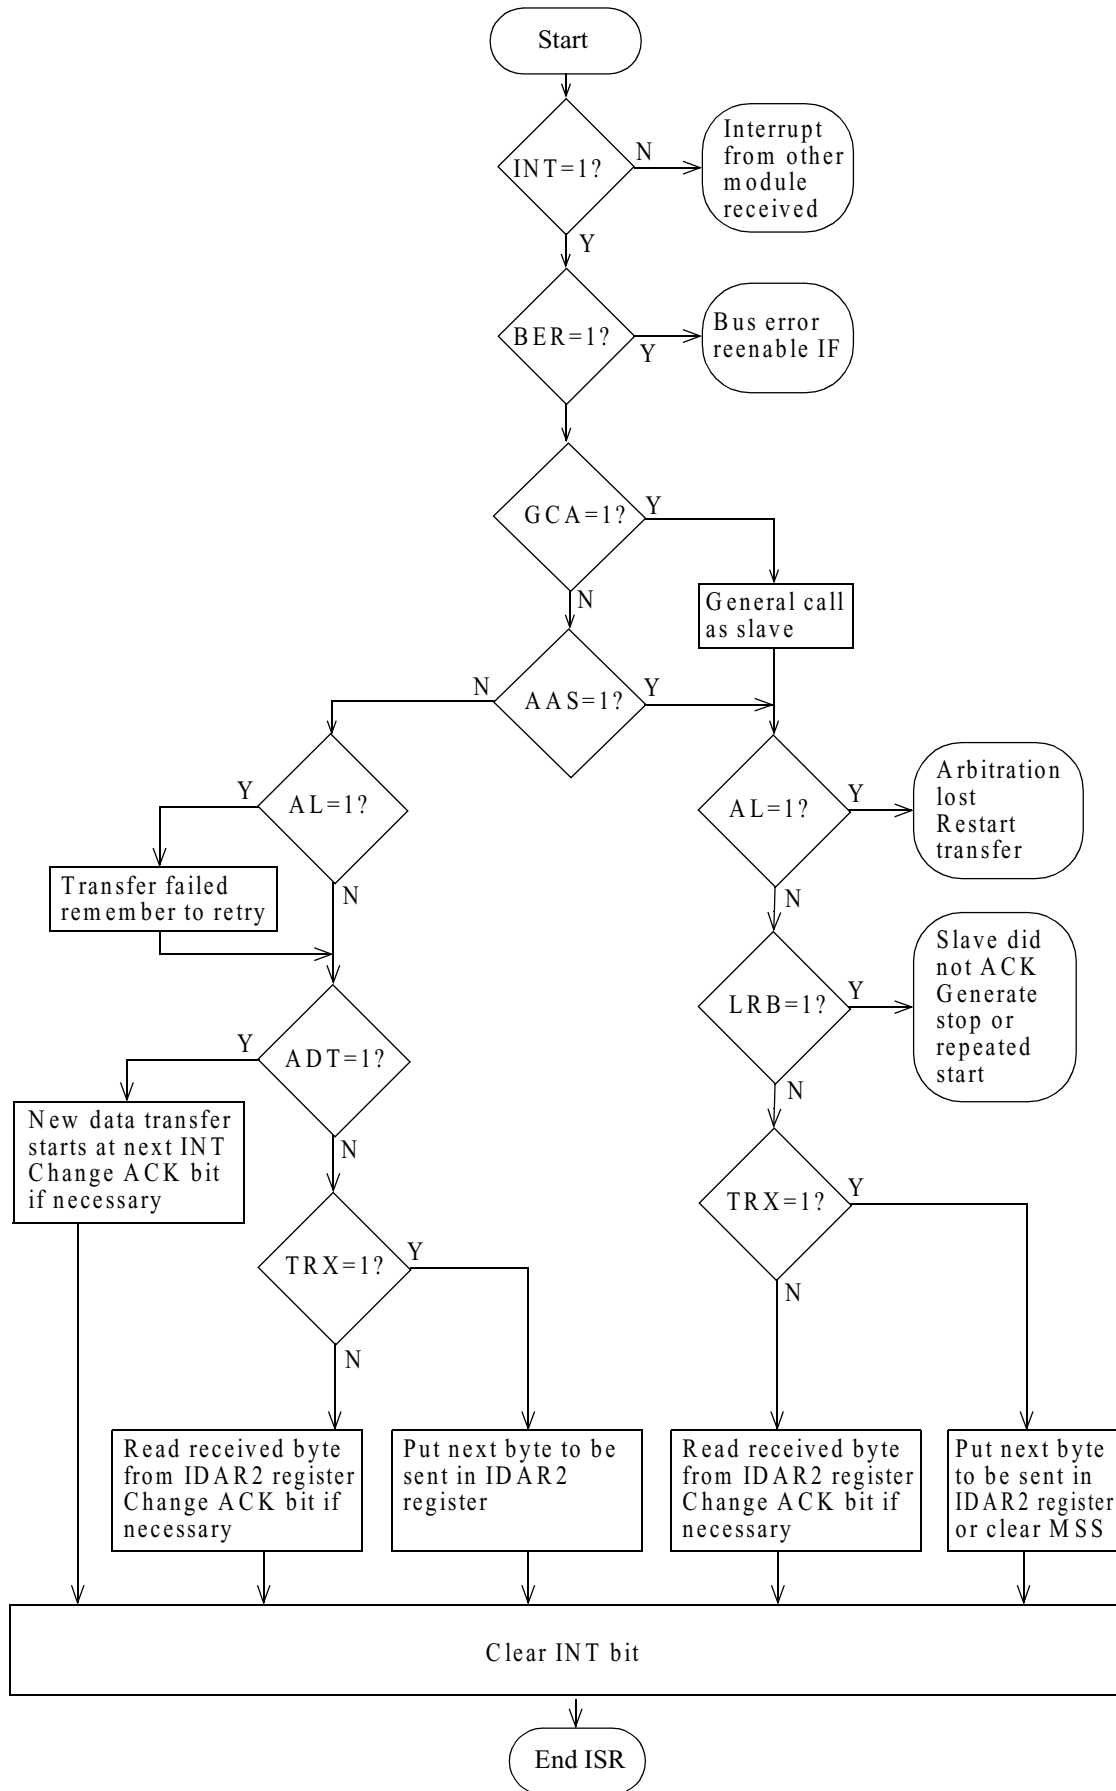 Start
INT=1?
N
Interrupt
from other
module
received
Y
BER=1?
Y
Bus error
reenable IF
GCA=1?
Y
N
General call
as slave
N
AAS=1?
Y
Y
AL=1?
N
Transfer failed
remember to retry
AL=1?
Y
Arbitration
lost
Restart
transfer
N
LRB=1?
Y
Slave did
not ACK
Generate
stop or
repeated
start
N
Y
ADT=1?
N
New data transfer
starts at next INT
Change ACK bit
if necessary
TRX=1?
Y
N
TRX=1?
Y
N
Read received byte
from IDAR2 register
Change ACK bit if
necessary
Put next byte to be
sent in IDAR2
register
Read received byte
from IDAR2 register
Change ACK bit if
necessary
Put next byte
to be sent in
IDAR2 register
or clear MSS
Clear INT bit
End ISR